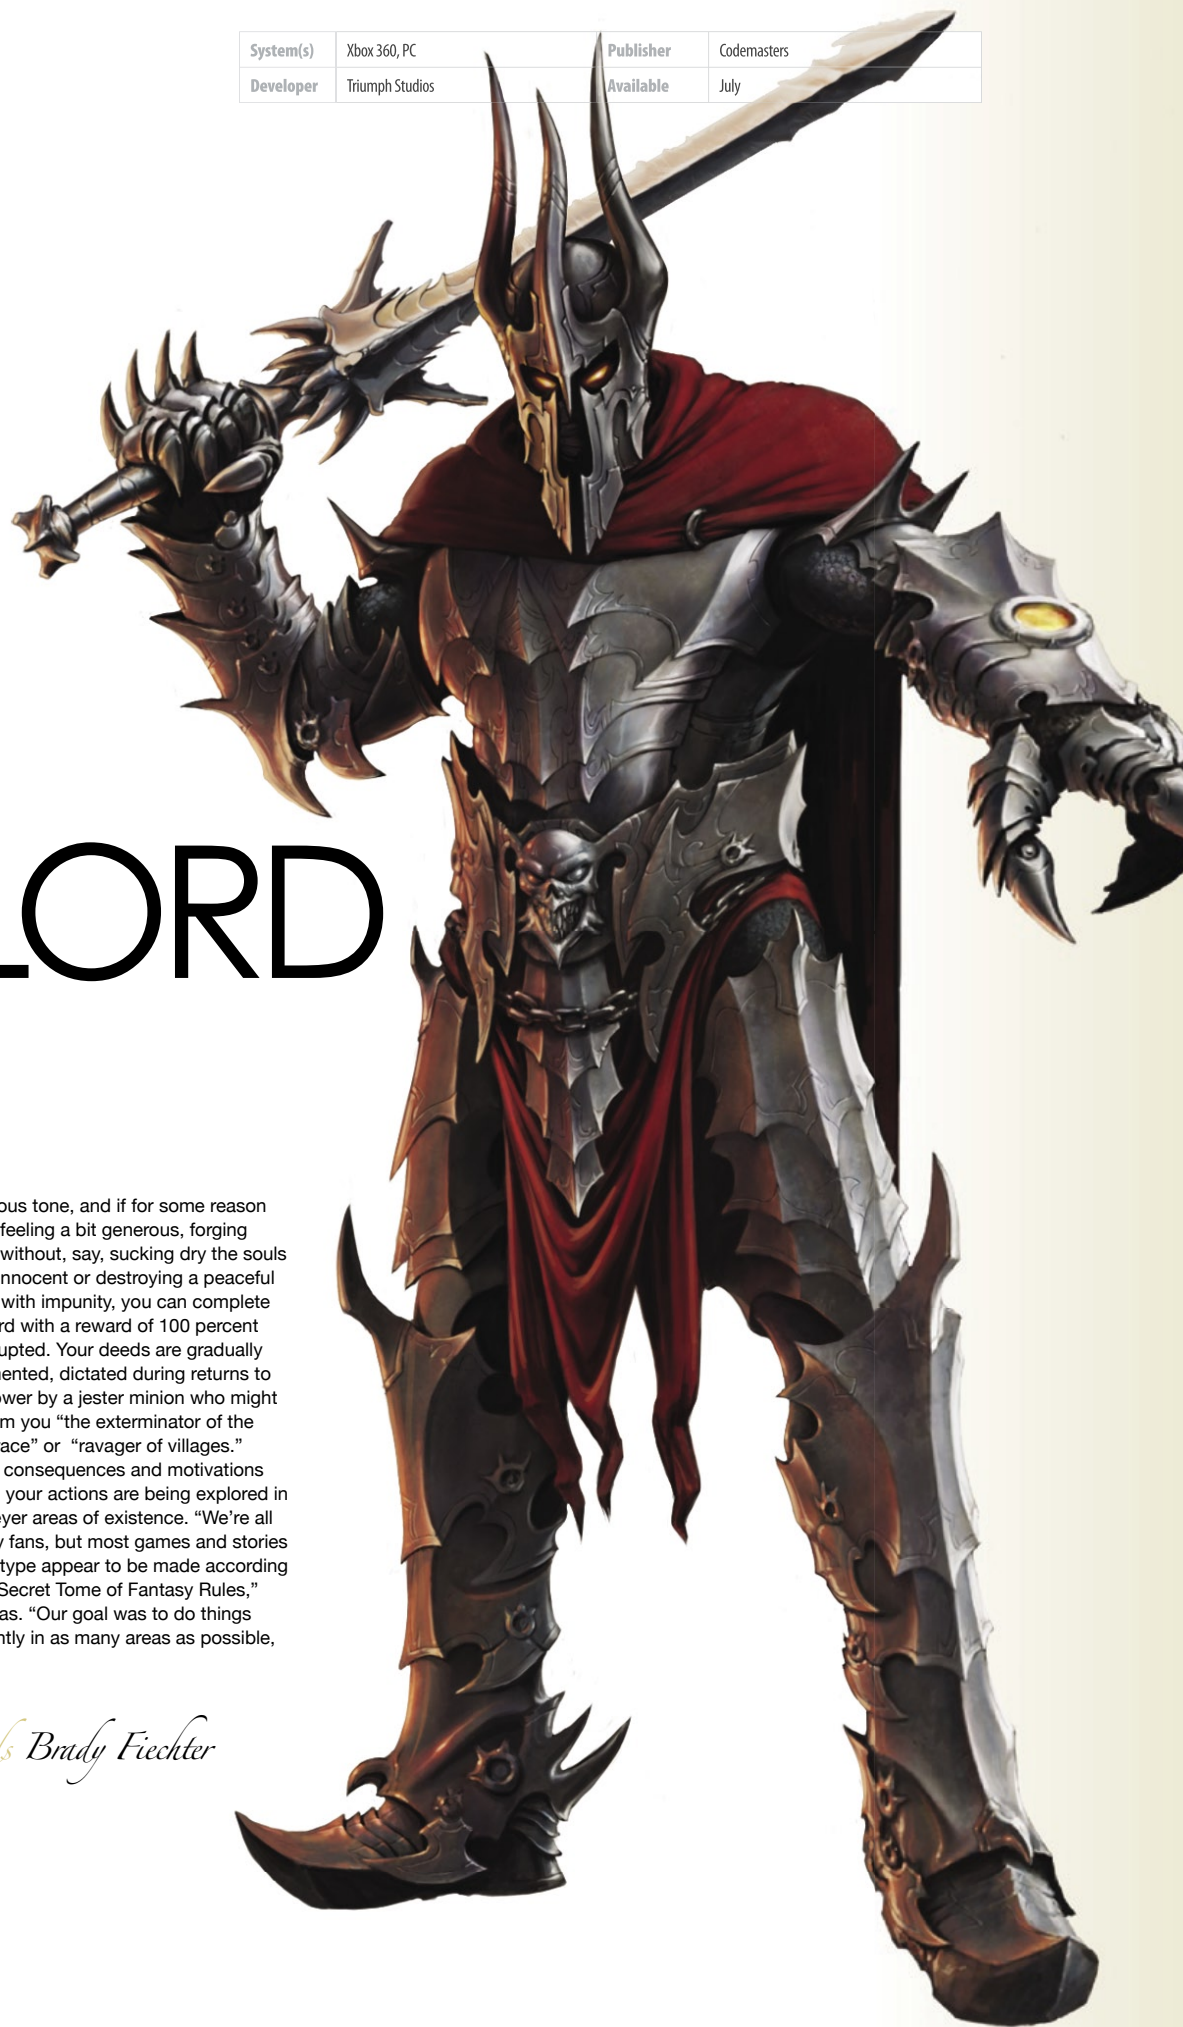 System(s) Xbox 360, PC Publisher Codemasters
Developer Triumph Studios Available July
LORD
ous tone, and if for some reason
feeling a bit generous, forging
without, say, sucking dry the souls
nnocent or destroying a peaceful
with impunity, you can complete
rd with a reward of 100 percent
upted. Your deeds are gradually
ented, dictated during returns to
ower by a jester minion who might
m you “the exterminator of the
ace” or “ravager of villages.”
consequences and motivations
your actions are being explored in
eyer areas of existence. “We’re all
y fans, but most games and stories
type appear to be made according
Secret Tome of Fantasy Rules,”
as. “Our goal was to do things
ntly in as many areas as possible,
ls Brady Fiechter